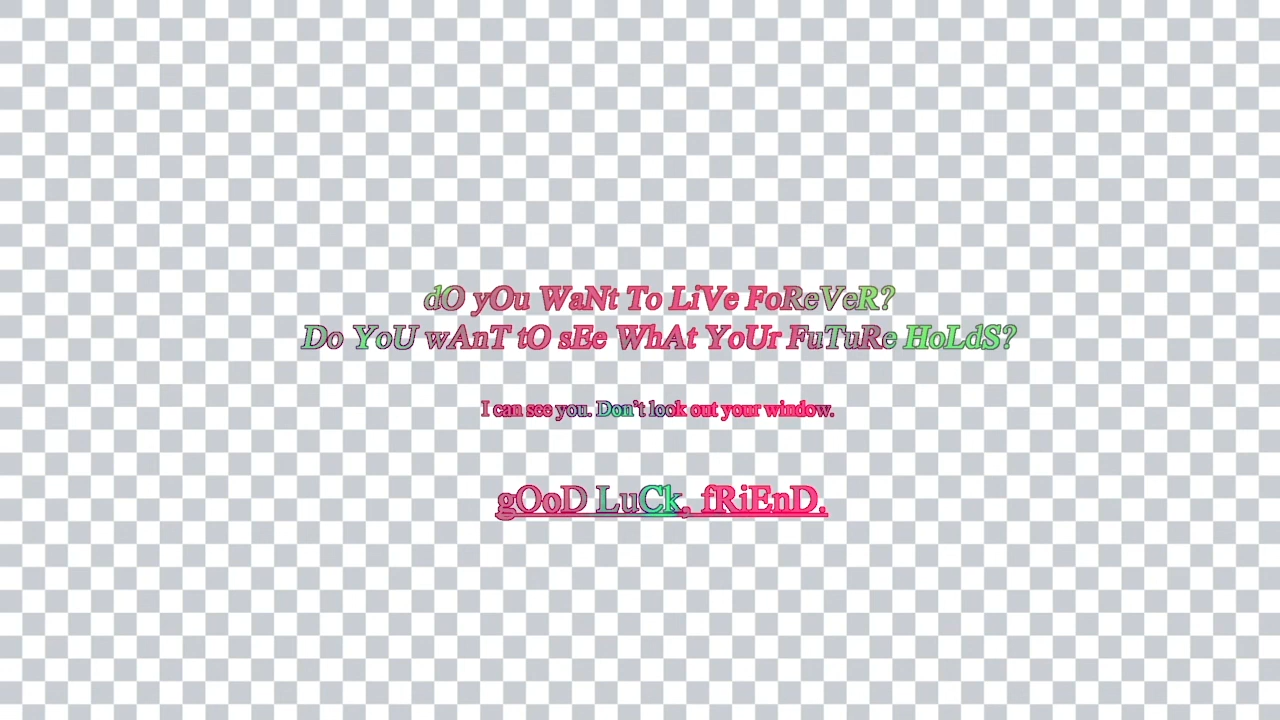 dO yOu WaNt To LiVe FoReVeR?
Do YoU wAnT tO sEe WhAt YoUr FuTuRe HoLdS?
I can see you. Don't look out your window.
gOoD LuCk, fRiEnD.